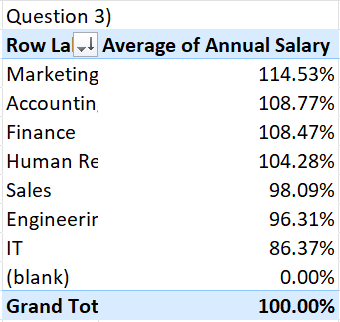 Question 3)
Row La Average of Annual Salary
Marketing 114.53%
Accountin 108.77%
Finance 108.47%
Human Re 104.28%
Sales 98.09%
Engineerir 96.31%
IT 86.37%
(blank) 0.00%
Grand Tot 100.00%